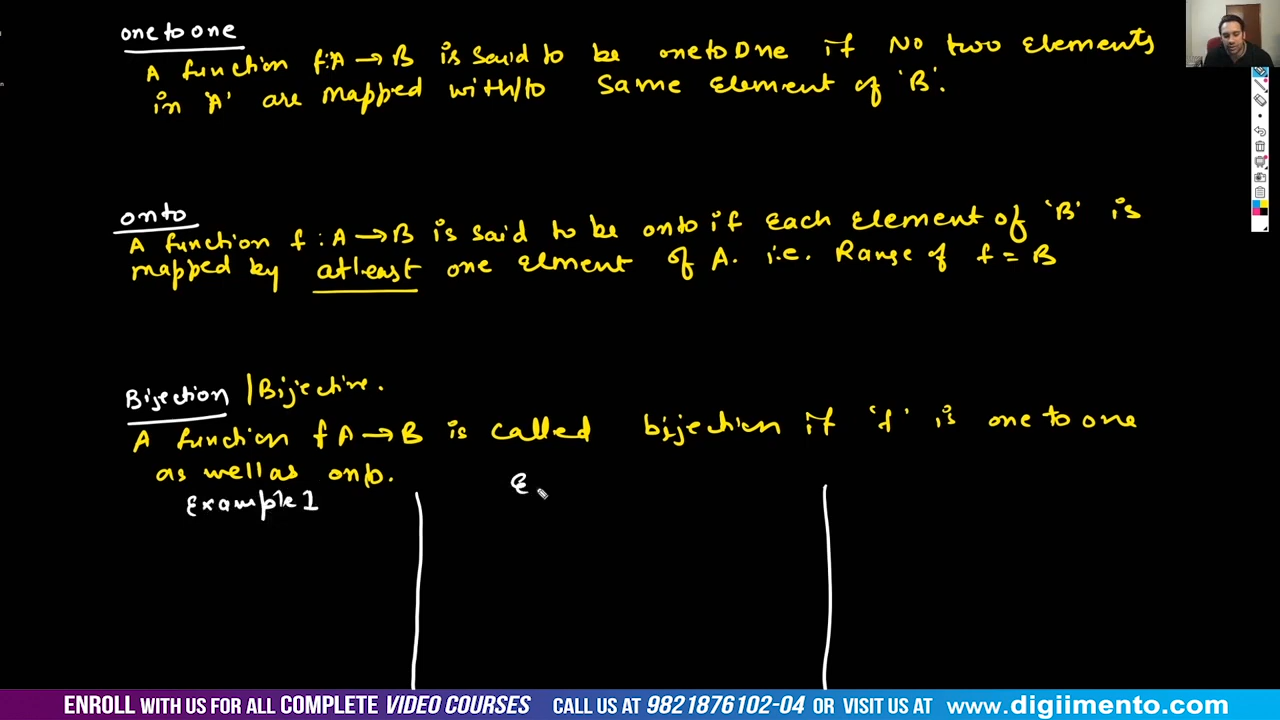 one to one
A function f:A → B is said to be one to one if No two Elements
in 'A' are mapped with/to Same Element of 'B'.
onto
A function f:A → B is said to be onto if Each Element of 'B' is
mapped by atleast one Element of A. i.e. Range of f = B
Bijection | Bijective.
A function f A → B is called bijection if 'f' is one to one
as well as onto.
Example 1
E
ENROLL WITH US FOR ALL COMPLETE VIDEO COURSES CALL US AT 9821876102-04 OR VISIT US AT www.digiimento.com